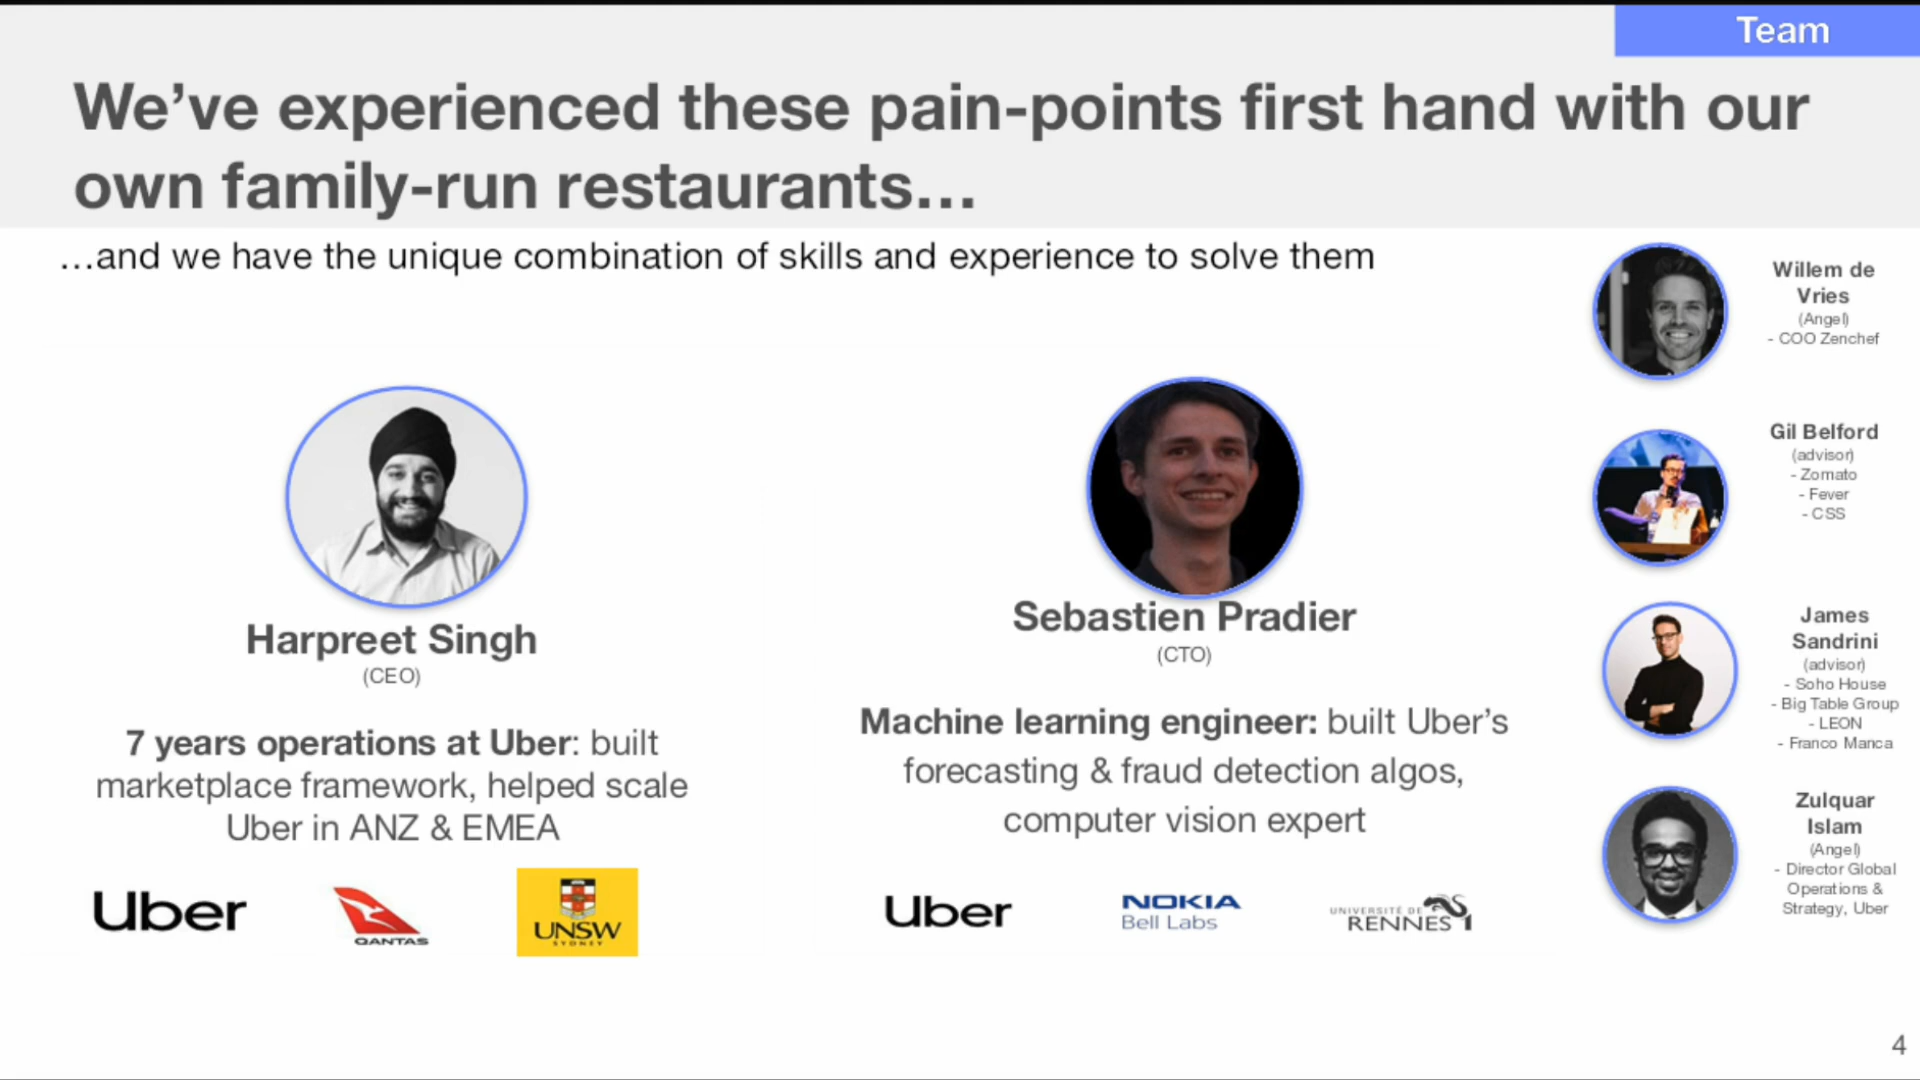 Team
We’ve experienced these pain-points first hand with our
own family-run restaurants…
…and we have the unique combination of skills and experience to solve them
Harpreet Singh
(CEO)
7 years operations at Uber: built
marketplace framework, helped scale
Uber in ANZ & EMEA
Uber
QANTAS
UNSW
SYDNEY
Sebastien Pradier
(CTO)
Machine learning engineer: built Uber’s
forecasting & fraud detection algos,
computer vision expert
Uber
NOKIA
Bell Labs
UNIVERSITÉ DE
RENNES 1
Willem de
Vries
(Angel)
- COO Zenchef
Gil Belford
(advisor)
- Zomato
- Fever
- CSS
James
Sandrini
(advisor)
- Soho House
- Big Table Group
- LEON
- Franco Manca
Zulquar
Islam
(Angel)
- Director Global
Operations &
Strategy, Uber
4